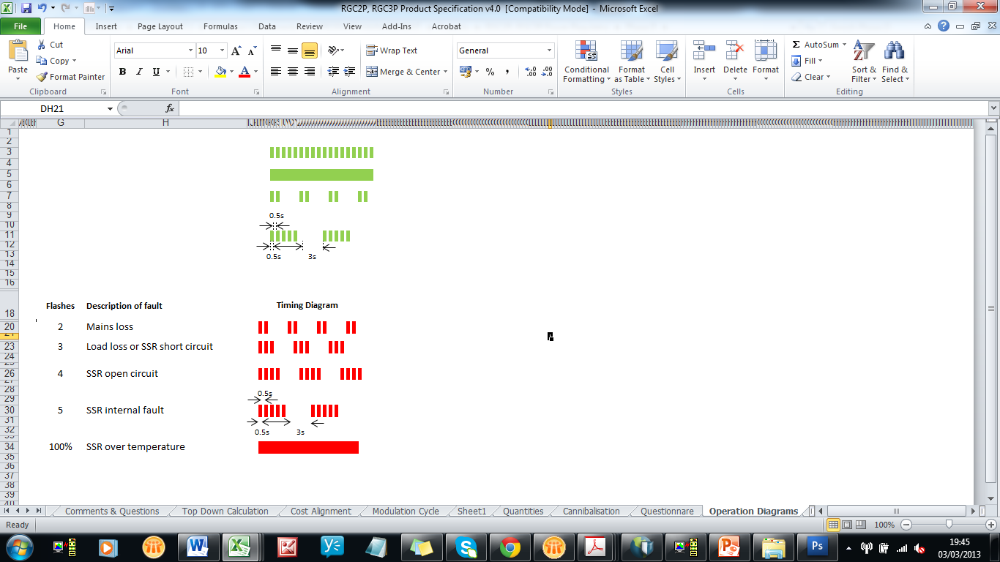 RGC2P, RGC3P Product Specification v4.0 [Compatibility Mode] - Microsoft Excel
File Home Insert Page Layout Formulas Data Review View Add-Ins Acrobat
Paste
Cut
Copy
Format Painter
Clipboard
Arial 10
B I U
Font
Wrap Text
Merge & Center
Alignment
General
% ,
Number
Conditional Formatting
Format as Table
Cell Styles
Styles
Insert Delete Format
Cells
Σ AutoSum
Fill
Clear
Sort & Filter
Find & Select
Editing
DH21 fx
G H
1
2
3
4
5
6
7
8
9 0.5s
10
11
12
13 0.5s 3s
14
15
16
18 Flashes Description of fault Timing Diagram
20 2 Mains loss
23 3 Load loss or SSR short circuit
24
26 4 SSR open circuit
28 0.5s
29
30 5 SSR internal fault
31
32 0.5s 3s
34 100% SSR over temperature
35
36
37
38
39
Comments & Questions Top Down Calculation Cost Alignment Modulation Cycle Sheet1 Quantities Cannibalisation Questionnare Operation Diagrams
Ready 100%
19:45
03/03/2013
Ps